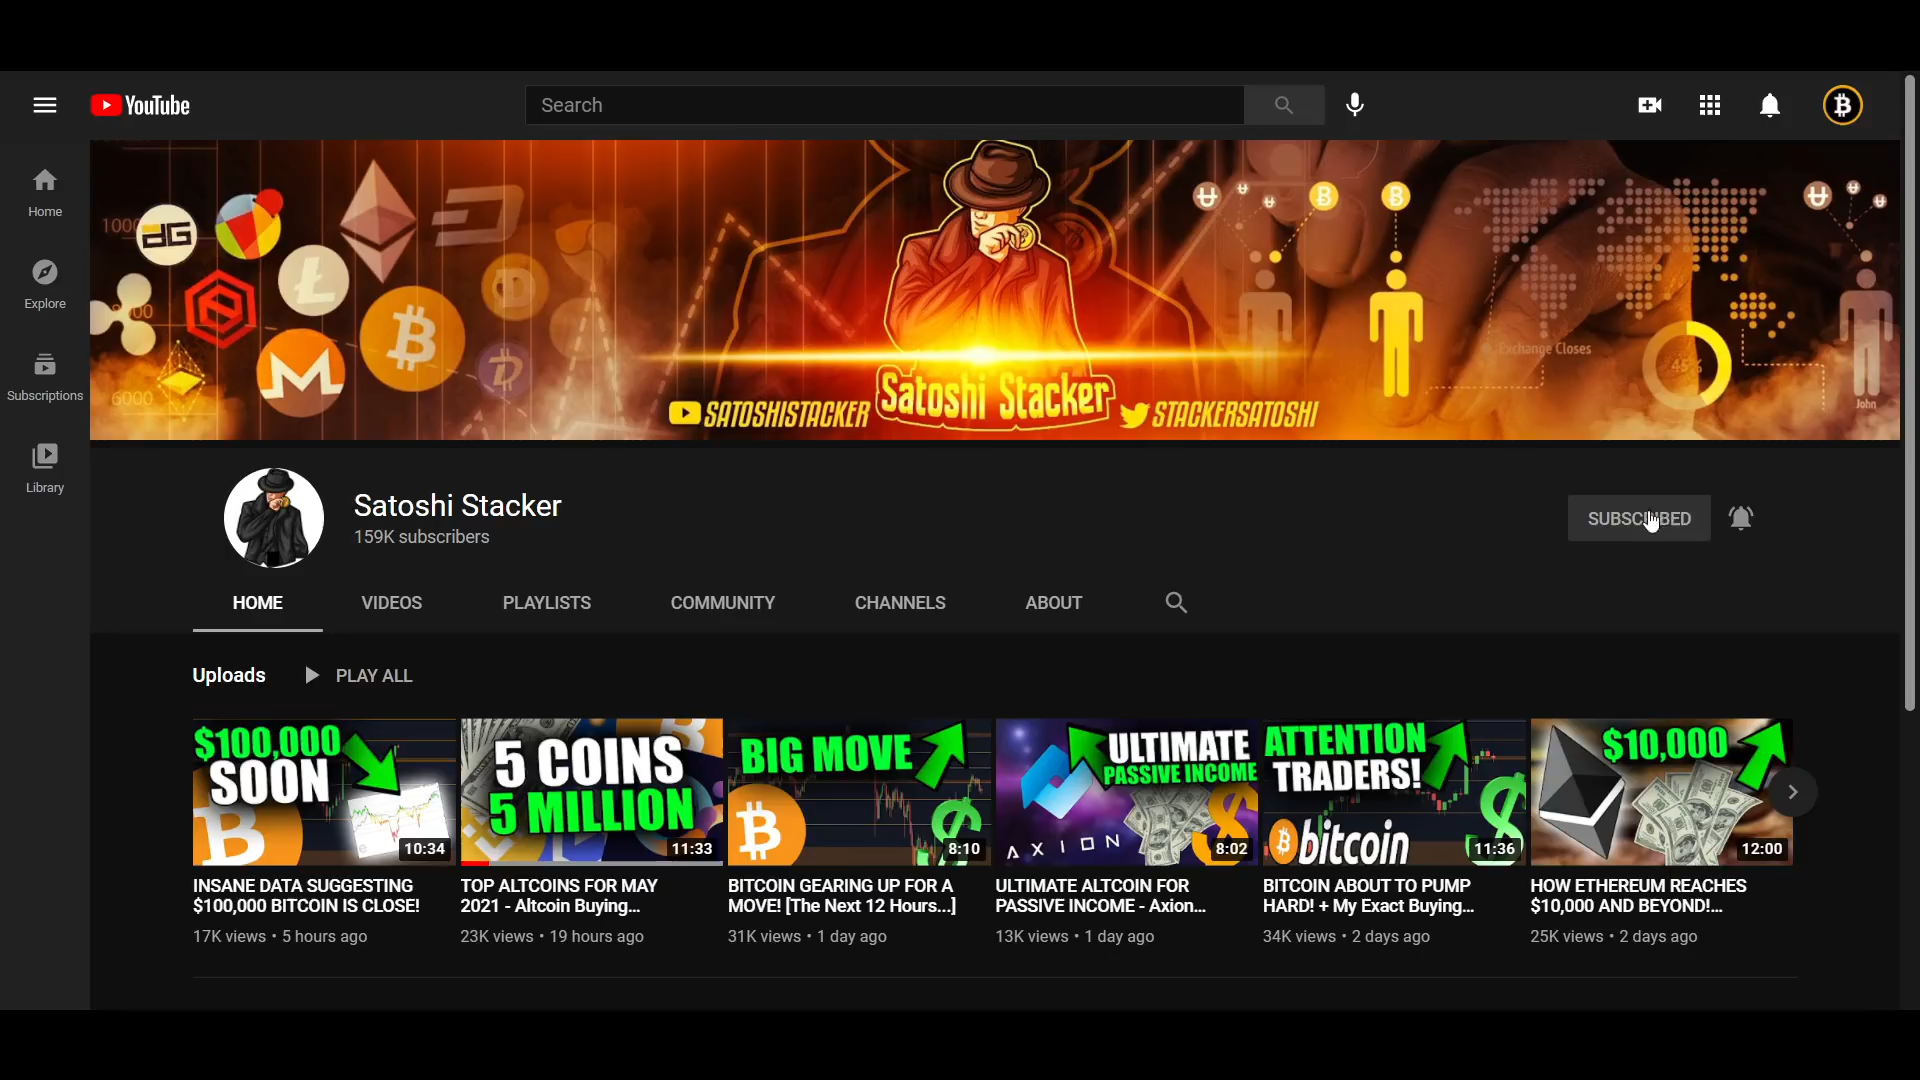 YouTube
Search
Home
Explore
Subscriptions
Library
1000
6000
dG
Exchange Closes
45%
John
SATOSHISTACKER
Satoshi Stacker
STACKERSATOSHI
Satoshi Stacker
159K subscribers
SUBSCRIBED
HOME
VIDEOS
PLAYLISTS
COMMUNITY
CHANNELS
ABOUT
Uploads
PLAY ALL
$100,000
SOON
10:34
5 COINS
5 MILLION
11:33
BIG MOVE
8:10
ULTIMATE
PASSIVE INCOME
AXION
8:02
ATTENTION
TRADERS!
bitcoin
11:36
$10,000
12:00
INSANE DATA SUGGESTING
$100,000 BITCOIN IS CLOSE!
17K views • 5 hours ago
TOP ALTCOINS FOR MAY
2021 - Altcoin Buying...
23K views • 19 hours ago
BITCOIN GEARING UP FOR A
MOVE! [The Next 12 Hours...]
31K views • 1 day ago
ULTIMATE ALTCOIN FOR
PASSIVE INCOME - Axion...
13K views • 1 day ago
BITCOIN ABOUT TO PUMP
HARD! + My Exact Buying...
34K views • 2 days ago
HOW ETHEREUM REACHES
$10,000 AND BEYOND!...
25K views • 2 days ago